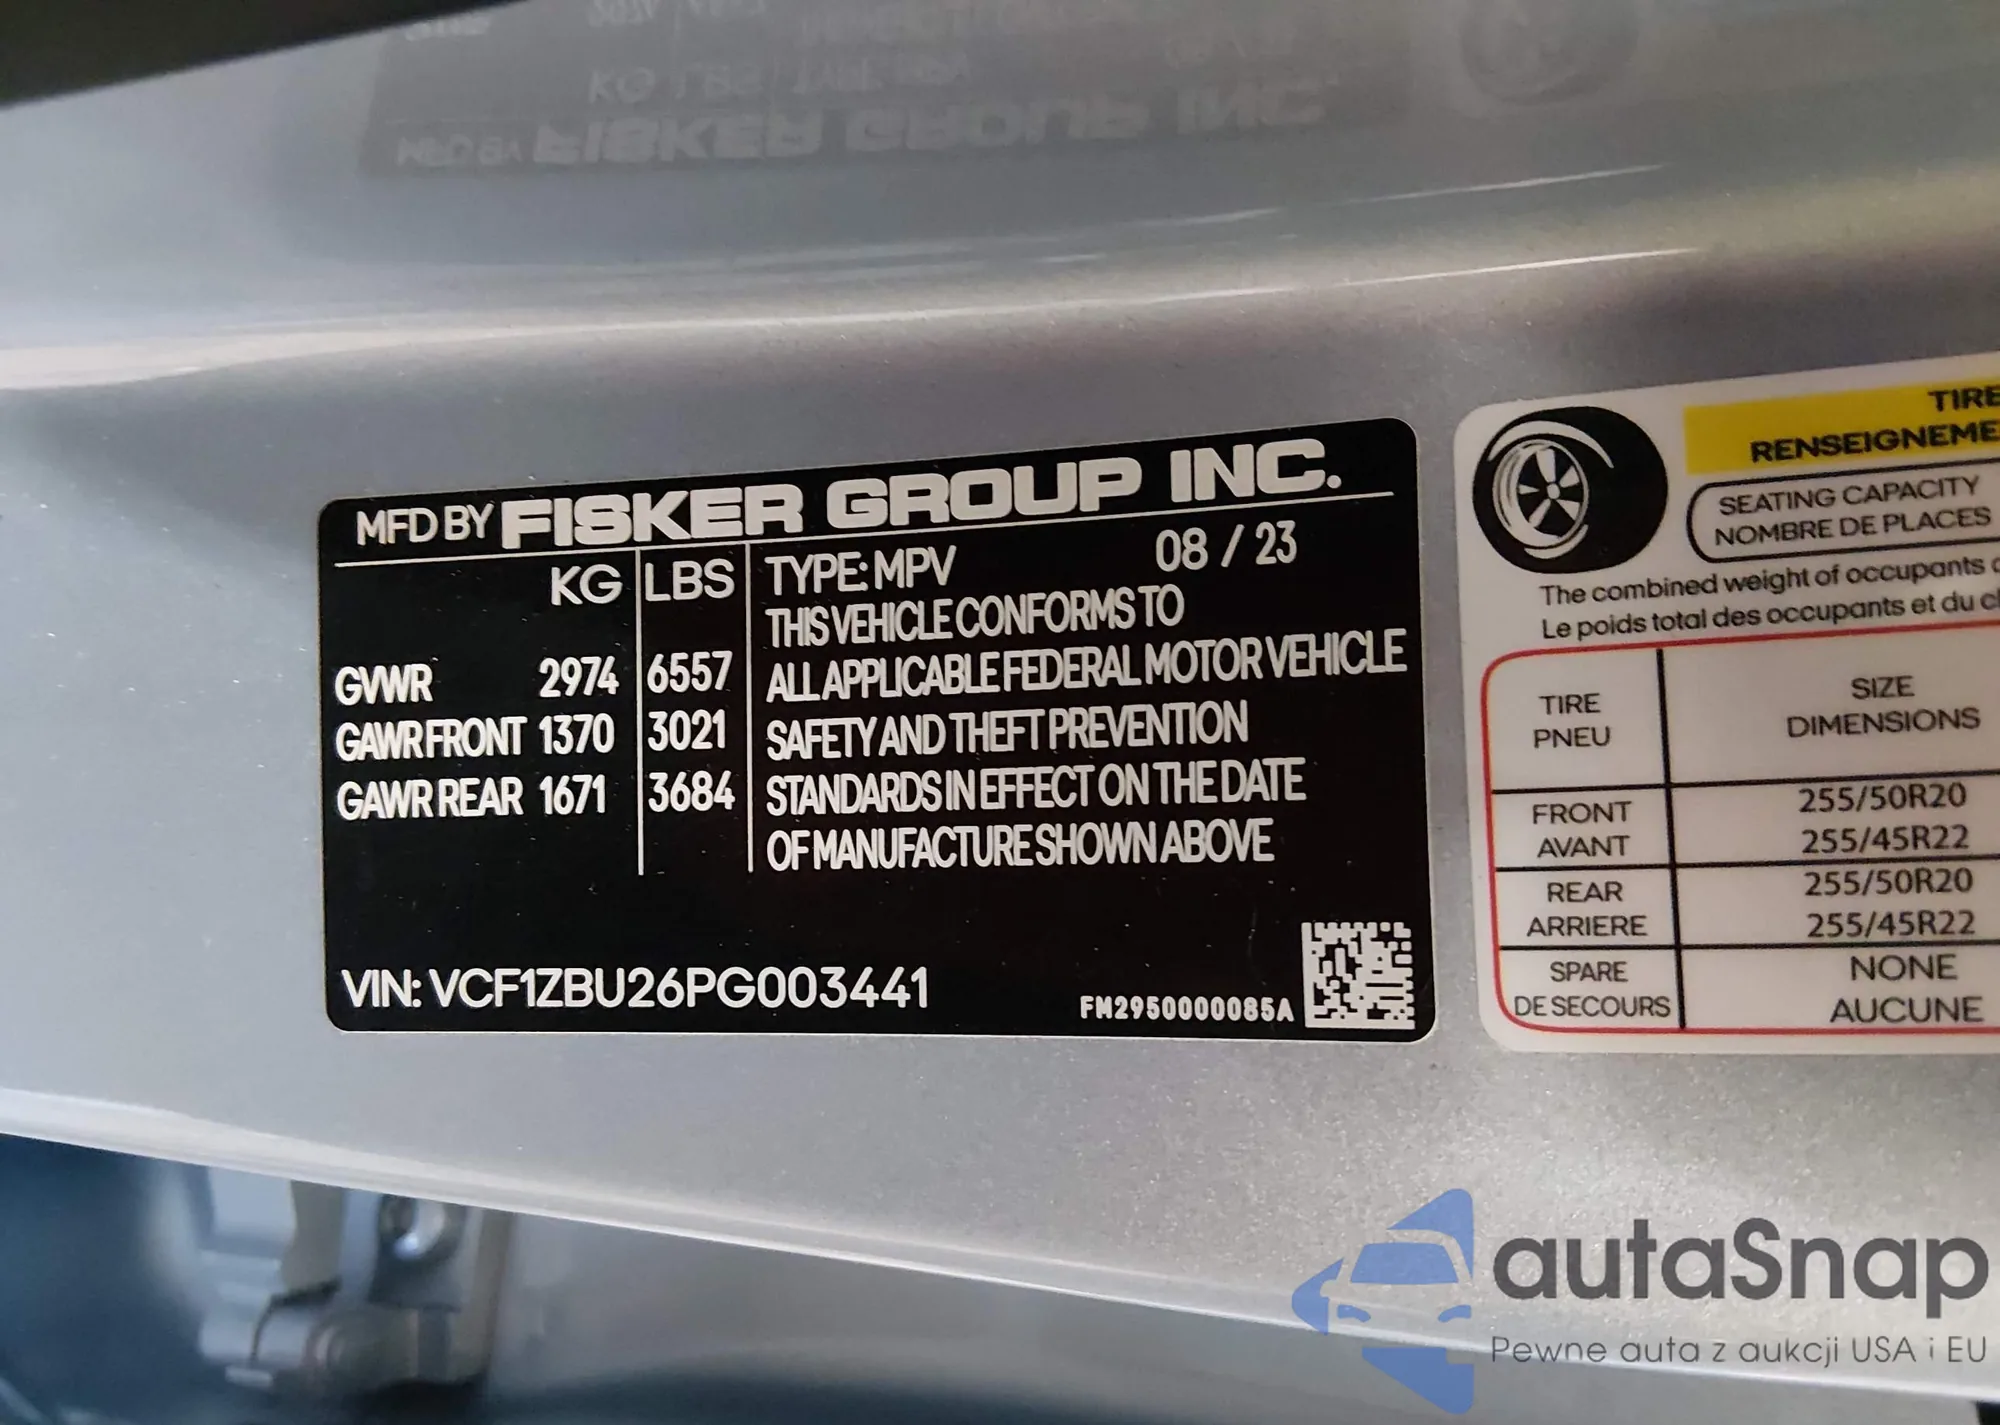 MFD BY FISKER GROUP INC.
KG LBS TYPE: MPV 08 / 23
THIS VEHICLE CONFORMS TO
GVWR 2974 6557 ALL APPLICABLE FEDERAL MOTOR VEHICLE
GAWR FRONT 1370 3021 SAFETY AND THEFT PREVENTION
GAWR REAR 1671 3684 STANDARDS IN EFFECT ON THE DATE
OF MANUFACTURE SHOWN ABOVE
VIN: VCF1ZBU26PG003441
FM2950000085A
TIRE
RENSEIGNEME
SEATING CAPACITY
NOMBRE DE PLACES
The combined weight of occupants
Le poids total des occupants et du
TIRE SIZE
PNEU DIMENSIONS
FRONT 255/50R20
AVANT 255/45R22
REAR 255/50R20
ARRIERE 255/45R22
SPARE NONE
DE SECOURS AUCUNE
autaSnap
Pewne auta z aukcji USA i EU